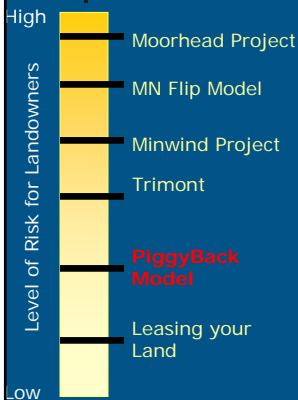 High
Moorhead Project
MN Flip Model
Minwind Project
Trimont
PiggyBack
Model
Leasing your
Land
Low
Level of Risk for Landowners